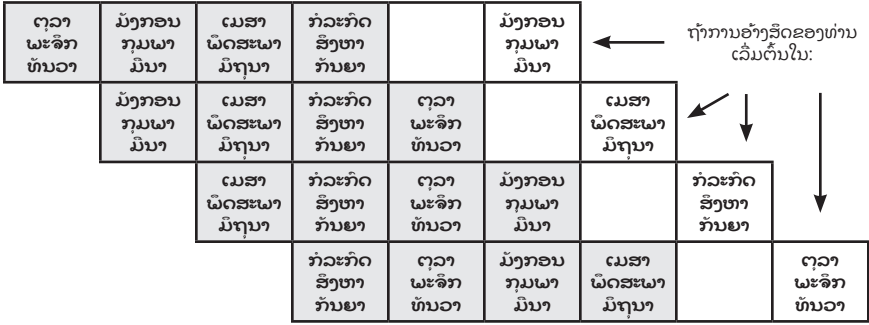 ຕຸລາ
ພະຈິກ
ທັນວາ
ມັງກອນ
ກຸມພາ
ມີນາ
ເມສາ
ພຶດສະພາ
ມິຖຸນາ
ກໍລະກົດ
ສິງຫາ
ກັນຍາ
ມັງກອນ
ກຸມພາ
ມີນາ
ຖ້າການອ້າງສິດຂອງທ່ານ
ເລີ່ມຕົ້ນໃນ:
ມັງກອນ
ກຸມພາ
ມີນາ
ເມສາ
ພຶດສະພາ
ມິຖຸນາ
ກໍລະກົດ
ສິງຫາ
ກັນຍາ
ຕຸລາ
ພະຈິກ
ທັນວາ
ເມສາ
ພຶດສະພາ
ມິຖຸນາ
ເມສາ
ພຶດສະພາ
ມິຖຸນາ
ກໍລະກົດ
ສິງຫາ
ກັນຍາ
ຕຸລາ
ພະຈິກ
ທັນວາ
ມັງກອນ
ກຸມພາ
ມີນາ
ກໍລະກົດ
ສິງຫາ
ກັນຍາ
ກໍລະກົດ
ສິງຫາ
ກັນຍາ
ຕຸລາ
ພະຈິກ
ທັນວາ
ມັງກອນ
ກຸມພາ
ມີນາ
ເມສາ
ພຶດສະພາ
ມິຖຸນາ
ຕຸລາ
ພະຈິກ
ທັນວາ